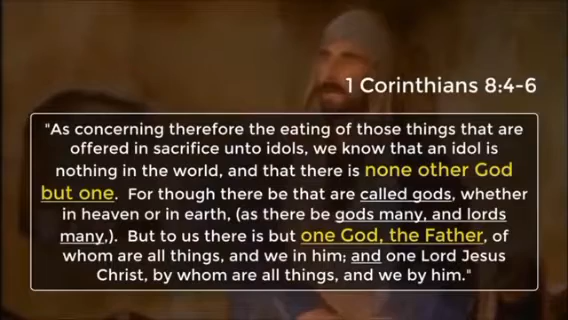 1 Corinthians 8:4-6
"As concerning therefore the eating of those things that are
offered in sacrifice unto idols, we know that an idol is
nothing in the world, and that there is none other God
but one.  For though there be that are called gods, whether
in heaven or in earth, (as there be gods many, and lords
many,).  But to us there is but one God, the Father, of
whom are all things, and we in him; and one Lord Jesus
Christ, by whom are all things, and we by him."